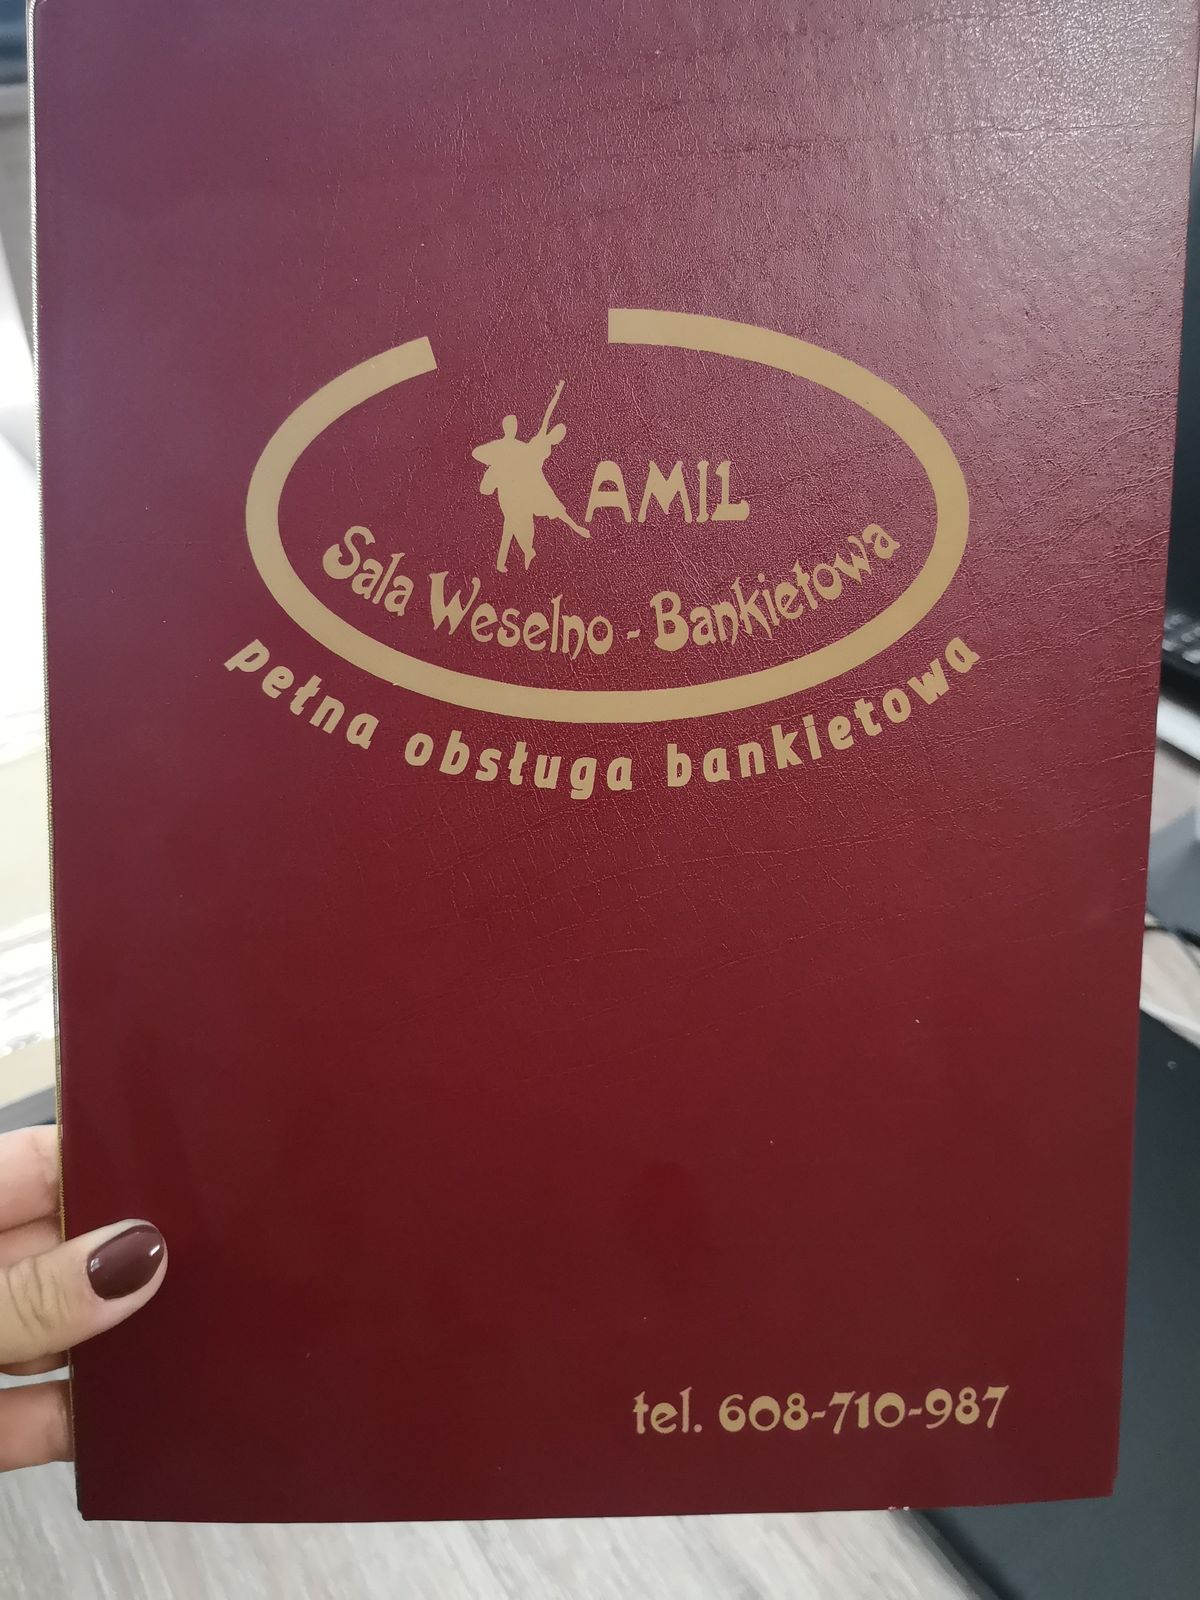 KAMIL
Sala Weselno - Bankietowa
pełna obsługa bankietowa
tel. 608-710-987